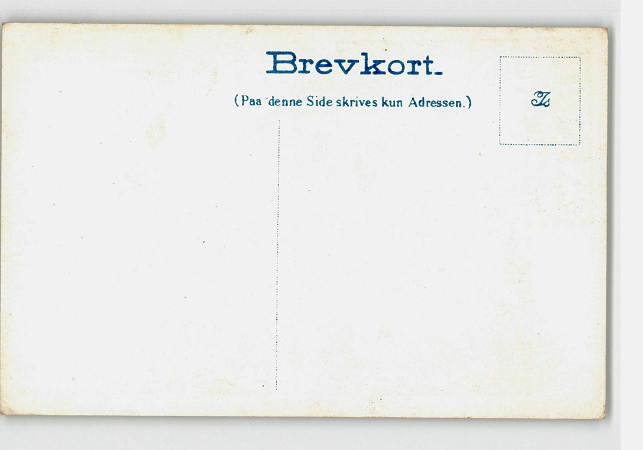 Brevkort.
(Paa denne Side skrives kun Adressen.)